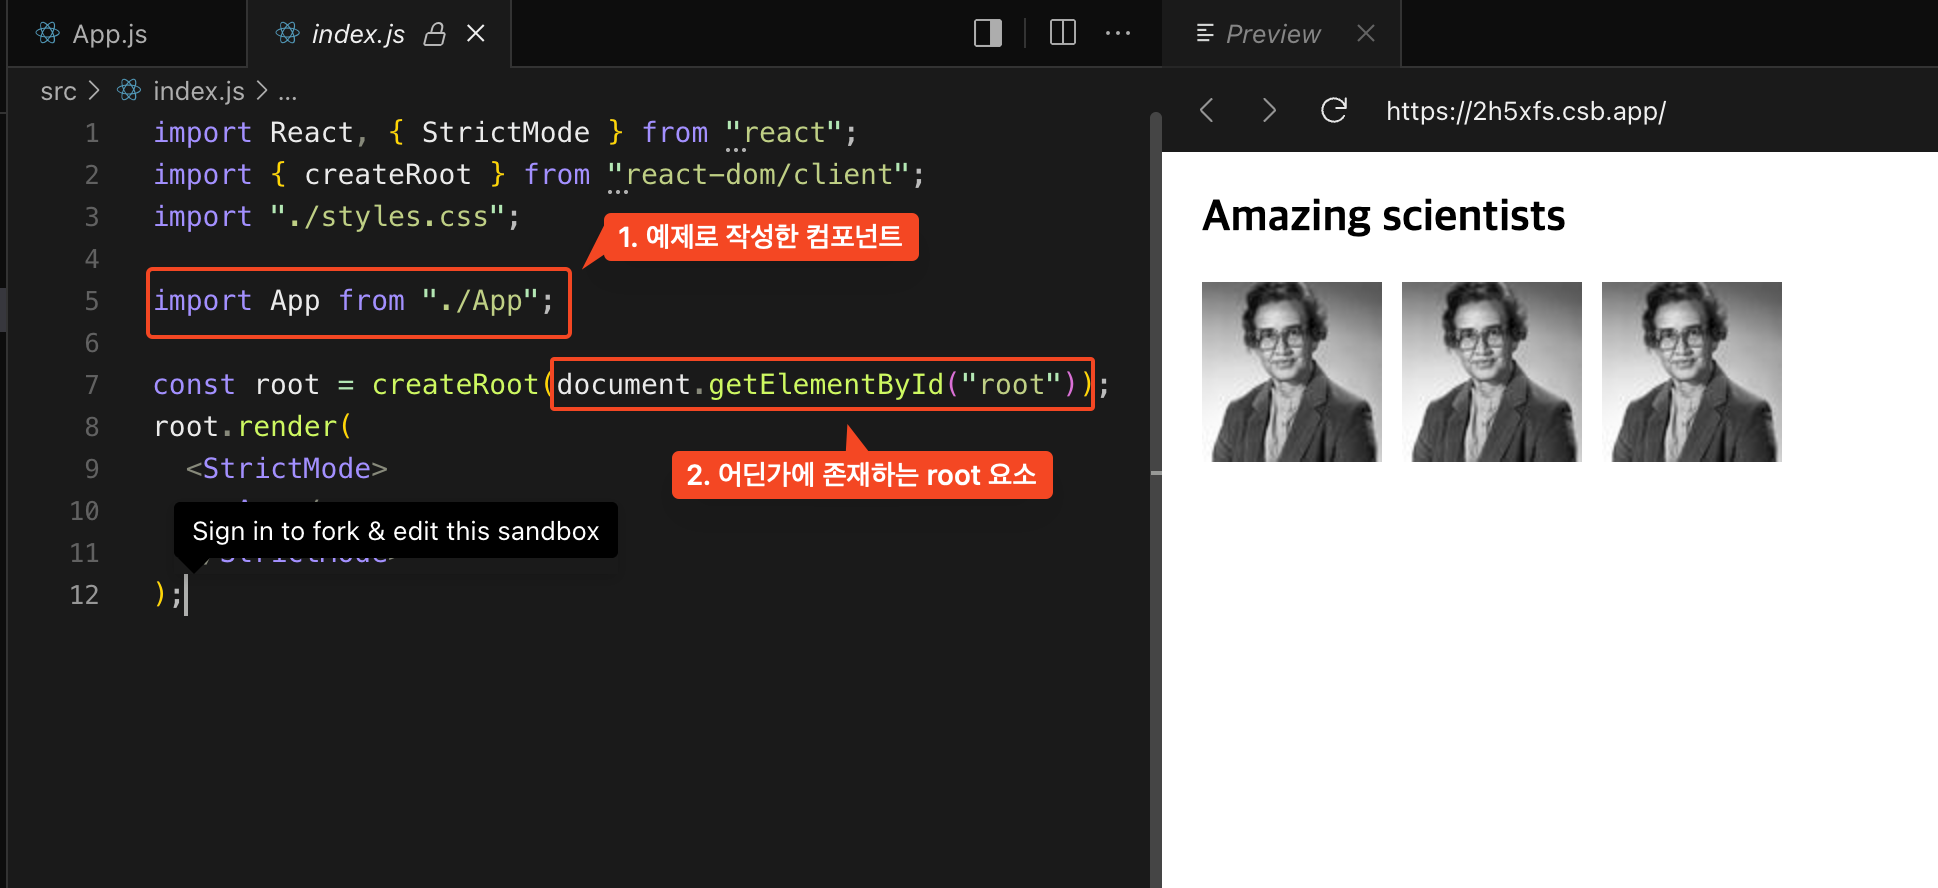 App.js
index.js
Preview
src > index.js > ...
https://2h5xfs.csb.app/
1 import React, { StrictMode } from "react";
2 import { createRoot } from "react-dom/client";
3 import "./styles.css";
1. 예제로 작성한 컴포넌트
4
5 import App from "./App";
6
7 const root = createRoot(document.getElementById("root"));
8 root.render(
9 <StrictMode>
2. 어딘가에 존재하는 root 요소
10
Sign in to fork & edit this sandbox
11
12 );
Amazing scientists